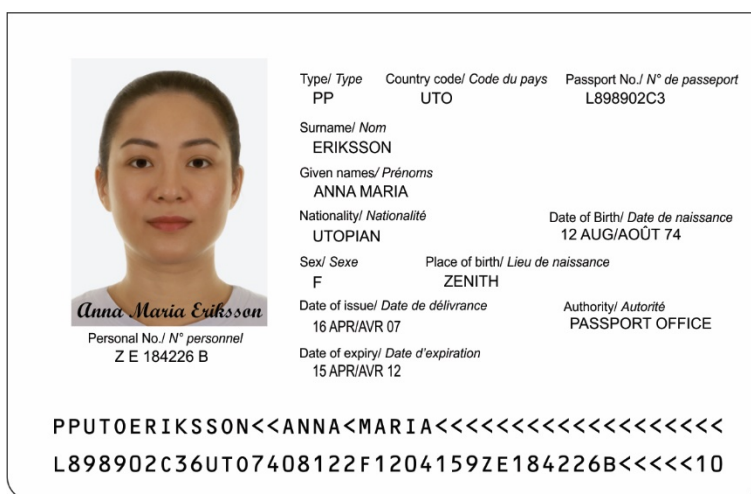 Type/ Type Country code/ Code du pays Passport No./ N° de passeport
PP UTO L898902C3
Surname/ Nom
ERIKSSON
Given names/ Prénoms
ANNA MARIA
Nationality/ Nationalité Date of Birth/ Date de naissance
UTOPIAN 12 AUG/AOÛT 74
Sex/ Sexe Place of birth/ Lieu de naissance
F ZENITH
Date of issue/ Date de délivrance Authority/ Autorité
16 APR/AVR 07 PASSPORT OFFICE
Date of expiry/ Date d'expiration
15 APR/AVR 12
Anna Maria Eriksson
Personal No./ N° personnel
Z E 184226 B
PPUTOERIKSSON<<ANNA<MARIA<<<<<<<<<<<<<<<<<<<
L898902C36UTO7408122F1204159ZE184226B<<<<<10